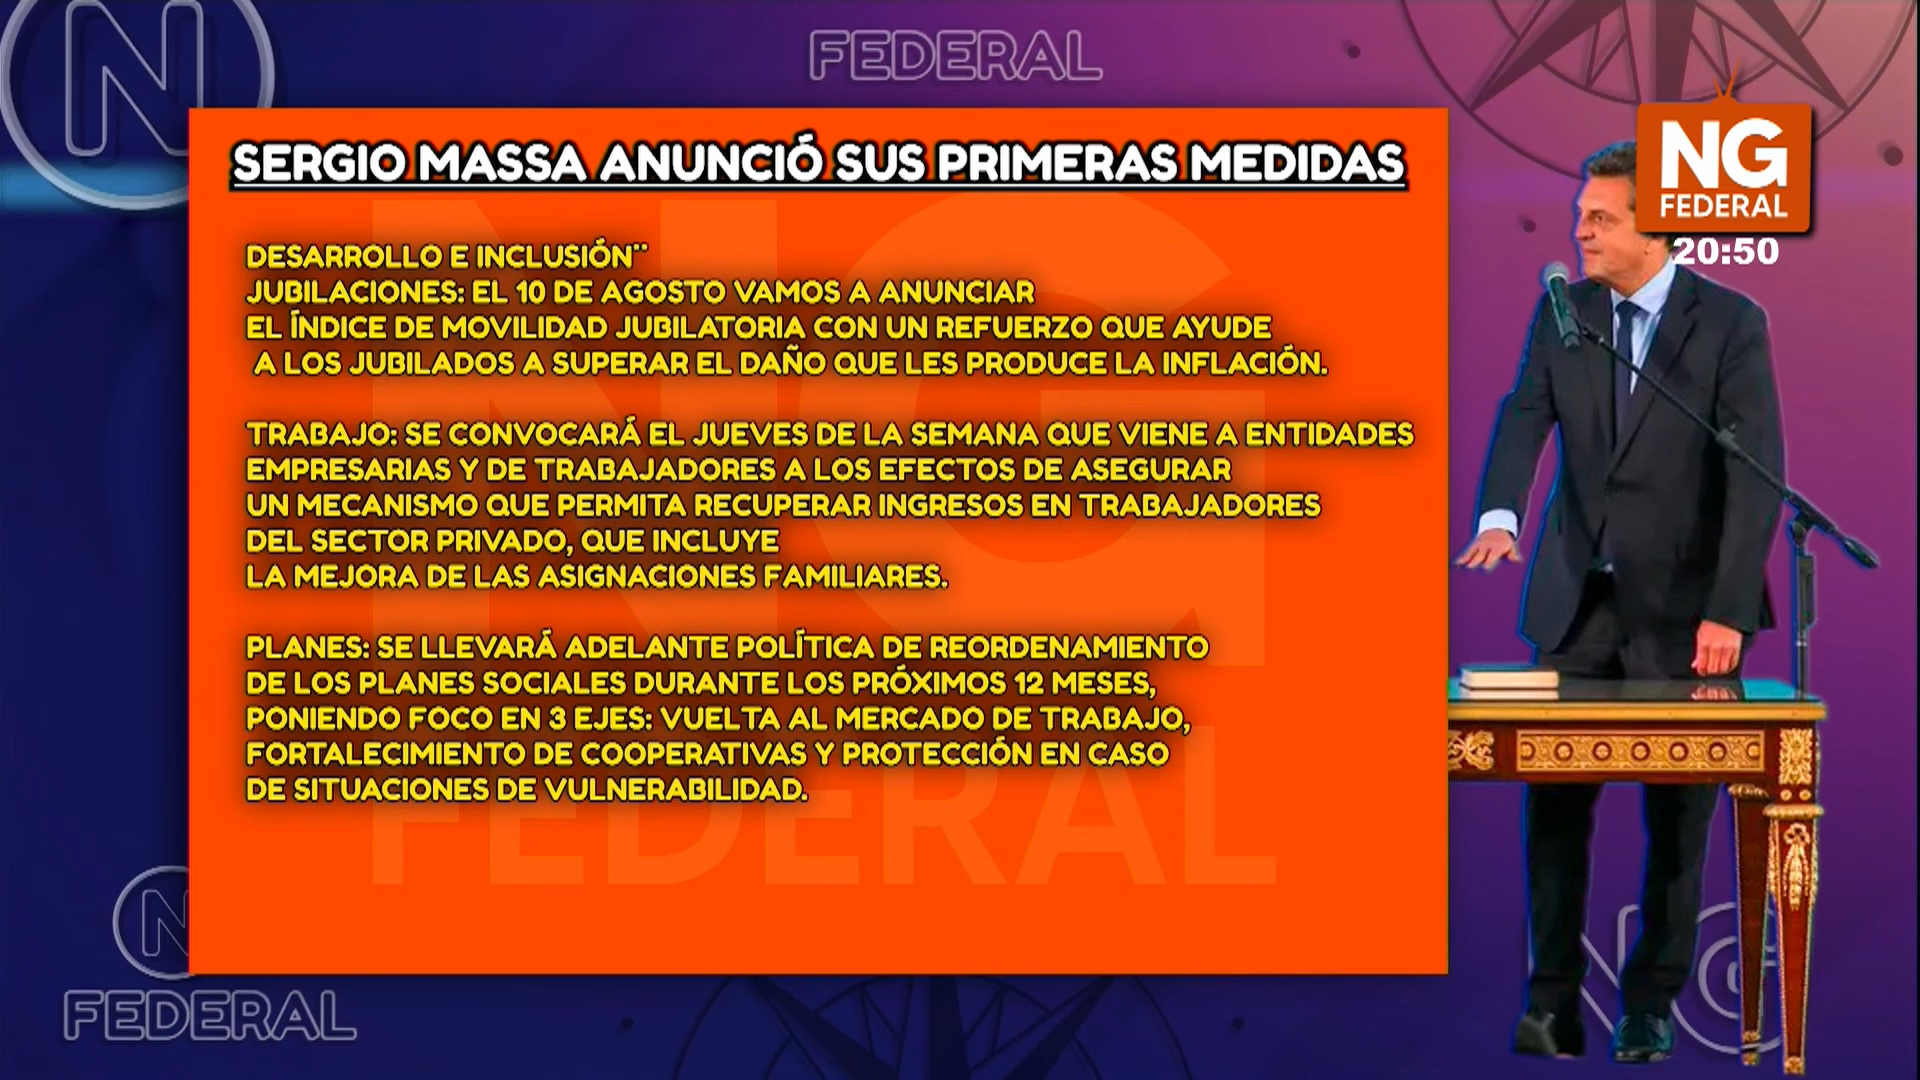 N
FEDERAL
NG
FEDERAL
20:50
SERGIO MASSA ANUNCIÓ SUS PRIMERAS MEDIDAS
DESARROLLO E INCLUSIÓN¨
JUBILACIONES: EL 10 DE AGOSTO VAMOS A ANUNCIAR
EL ÍNDICE DE MOVILIDAD JUBILATORIA CON UN REFUERZO QUE AYUDE
A LOS JUBILADOS A SUPERAR EL DAÑO QUE LES PRODUCE LA INFLACIÓN.
TRABAJO: SE CONVOCARÁ EL JUEVES DE LA SEMANA QUE VIENE A ENTIDADES
EMPRESARIAS Y DE TRABAJADORES A LOS EFECTOS DE ASEGURAR
UN MECANISMO QUE PERMITA RECUPERAR INGRESOS EN TRABAJADORES
DEL SECTOR PRIVADO, QUE INCLUYE
LA MEJORA DE LAS ASIGNACIONES FAMILIARES.
PLANES: SE LLEVARÁ ADELANTE POLÍTICA DE REORDENAMIENTO
DE LOS PLANES SOCIALES DURANTE LOS PRÓXIMOS 12 MESES,
PONIENDO FOCO EN 3 EJES: VUELTA AL MERCADO DE TRABAJO,
FORTALECIMIENTO DE COOPERATIVAS Y PROTECCIÓN EN CASO
DE SITUACIONES DE VULNERABILIDAD.
NG
FEDERAL
N
FEDERAL
NG